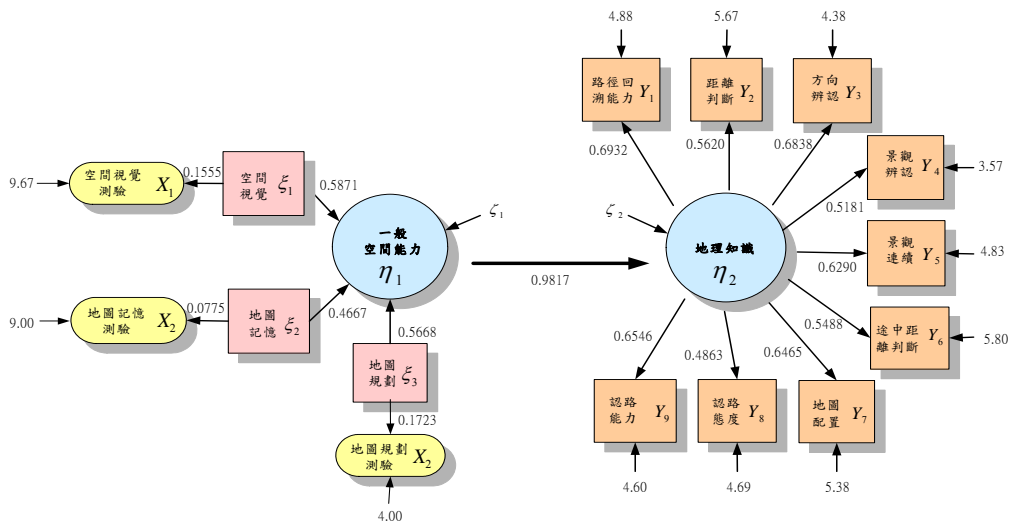 4.88
5.67
4.38
路徑回
溯能力 Y₁
距離
判斷 Y₂
方向
辨認 Y₃
0.6932
0.5620
0.6838
景觀
辨認 Y₄
3.57
0.5181
9.67
空間視覺
測驗 X₁
0.1555
空間
視覺 ξ₁
0.5871
ζ₁
一般
空間能力
η₁
0.9817
ζ₂
地理知識
η₂
0.6290
景觀
連續 Y₅
4.83
9.00
地圖記憶
測驗 X₂
0.0775
地圖
記憶 ξ₂
0.4667
0.5668
地圖
規劃 ξ₃
0.1723
地圖規劃
測驗 X₂
4.00
0.5488
途中距
離判斷 Y₆
5.80
0.6546
0.4863
0.6465
認路
能力 Y₉
認路
態度 Y₈
地圖
配置 Y₇
4.60
4.69
5.38